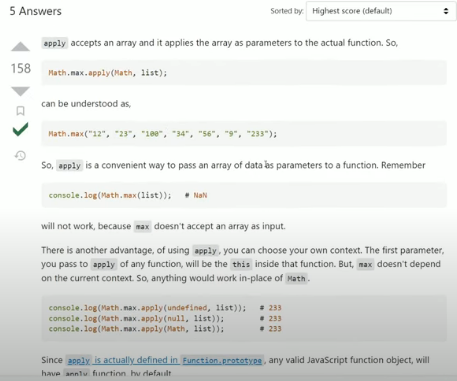 5 Answers
Sorted by: Highest score (default)
158
apply accepts an array and it applies the array as parameters to the actual function. So,
Math.max.apply(Math, list);
can be understood as,
Math.max("12", "23", "100", "34", "56", "9", "233");
So, apply is a convenient way to pass an array of data as parameters to a function. Remember
console.log(Math.max(list)); # NaN
will not work, because max doesn't accept an array as input.
There is another advantage, of using apply, you can choose your own context. The first parameter,
you pass to apply of any function, will be the this inside that function. But, max doesn't depend
on the current context. So, anything would work in-place of Math.
console.log(Math.max.apply(undefined, list)); # 233
console.log(Math.max.apply(null, list)); # 233
console.log(Math.max.apply(Math, list)); # 233
Since apply is actually defined in Function.prototype, any valid JavaScript function object, will
have apply function, by default.